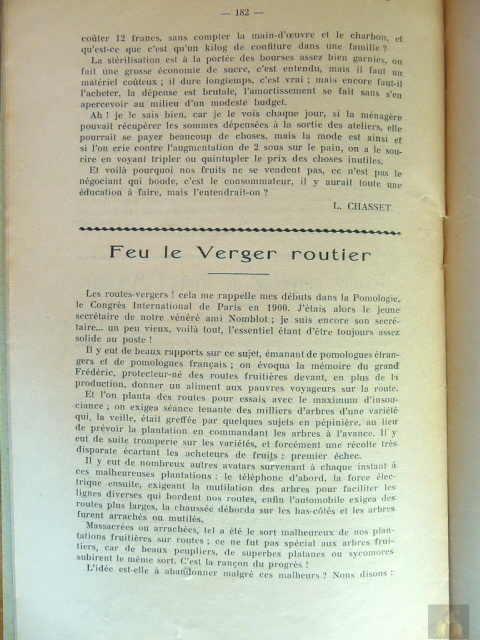 — 182 —
coûter 12 francs, sans compter la main-d'œuvre et le charbon, et
qu'est-ce que c'est qu'un kilog de confiture dans une famille ?
La stérilisation est à la portée des bourses assez bien garnies, on
fait une grosse économie de sucre, c'est entendu, mais il faut un
matériel coûteux ; il dure longtemps, c'est vrai ; mais encore faut-il
l'acheter, la dépense est brutale, l'amortissement se fait sans s'en
apercevoir au milieu d'un modeste budget.
Ah ! je le sais bien, car je le vois chaque jour, si la ménagère
pouvait récupérer les sommes dépensées à la sortie des ateliers, elle
pourrait se payer beaucoup de choses, mais la mode est ainsi et
si l'on crie contre l'augmentation de 2 sous sur le pain, on a le sou-
rire en voyant tripler ou quintupler le prix des choses inutiles.
Et voilà pourquoi nos fruits ne se vendent pas, ce n'est pas le
négociant qui boude, c'est le consommateur, il y aurait toute une
éducation à faire, mais l'entendrait-on ?
L. CHASSET.
Feu le Verger routier
Les routes-vergers ! cela me rappelle mes débuts dans la Pomologie,
le Congrès International de Paris en 1900. J'étais alors le jeune
secrétaire de notre vénéré ami Nomblot ; je suis encore son secré-
taire... un peu vieux, voilà tout, l'essentiel étant d'être toujours assez
solide au poste !
Il y eut de beaux rapports sur ce sujet, émanant de pomologues étran-
gers et de pomologues français ; on évoqua la mémoire du grand
Frédéric, protecteur-né des routes fruitières devant, en plus de la
production, donner un aliment aux pauvres voyageurs sur la route.
Et l'on planta des routes pour essais avec le maximum d'insou-
ciance ; on exigea séance tenante des milliers d'arbres d'une variété
qui, la veille, était greffée par quelques sujets en pépinière, au lieu
de prévoir la plantation en commandant les arbres à l'avance. Il y
eut de suite tromperie sur les variétés, et forcément une récolte très
disparate écartant les acheteurs de fruits : premier échec.
Il y eut de nombreux autres avatars survenant à chaque instant à
ces malheureuses plantations : le téléphone d'abord, la force élec-
trique ensuite, exigeant la mutilation des arbres pour faciliter les
lignes diverses qui bordent nos routes, enfin l'automobile exigea des
routes plus larges, la chaussée déborda sur les bas-côtés et les arbres
furent arrachés ou mutilés.
Massacrées ou arrachées, tel a été le sort malheureux de nos plan-
tations fruitières sur routes ; ce ne fut pas spécial aux arbres frui-
tiers, car de beaux peupliers, de superbes platanes ou sycomores
subirent le même sort. C'est la rançon du progrès !
L'idée est-elle à abandonner malgré ces malheurs ? Nons disons :